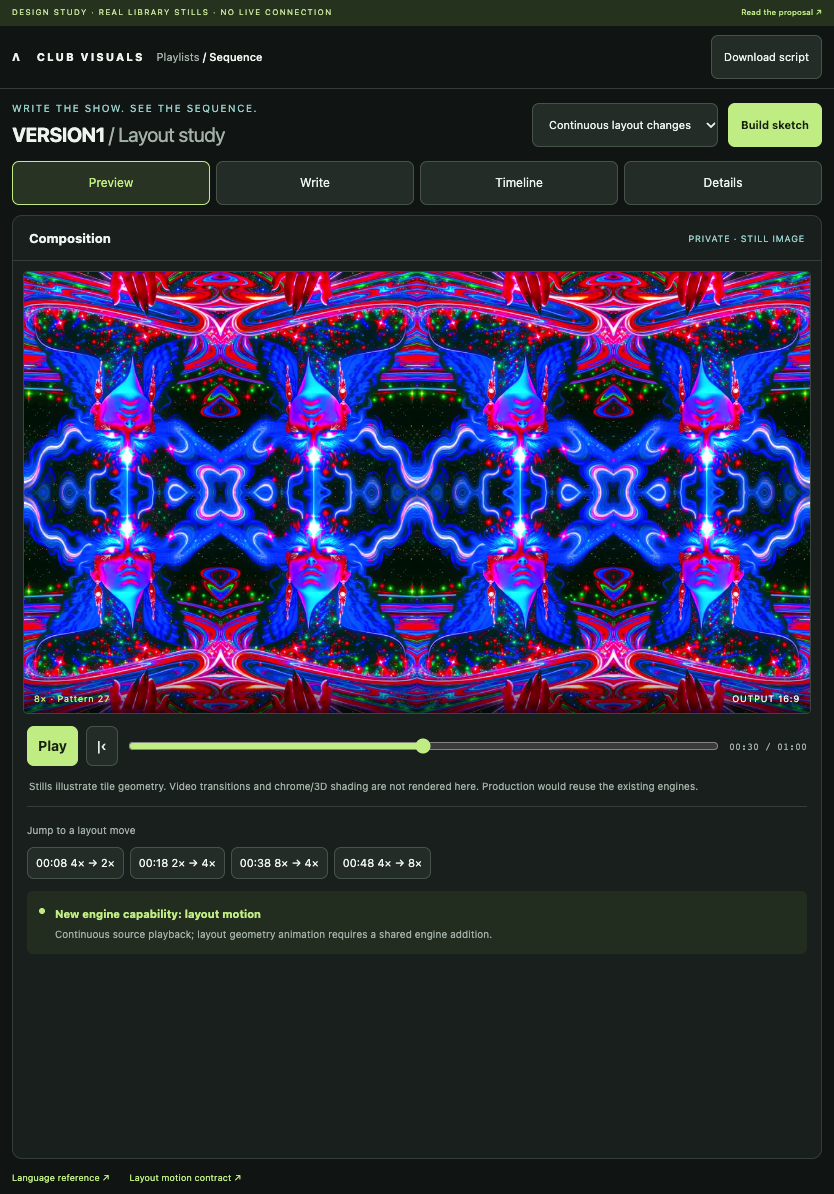 DESIGN STUDY · REAL LIBRARY STILLS · NO LIVE CONNECTION
Read the proposal ↗
Λ CLUB VISUALS Playlists / Sequence
Download script
WRITE THE SHOW. SEE THE SEQUENCE.
VERSION1 / Layout study
Continuous layout changes
Build sketch
Preview
Write
Timeline
Details
Composition
PRIVATE · STILL IMAGE
8× · Pattern 27
OUTPUT 16:9
Play
|‹
00:30 / 01:00
Stills illustrate tile geometry. Video transitions and chrome/3D shading are not rendered here. Production would reuse the existing engines.
Jump to a layout move
00:08 4× → 2×
00:18 2× → 4×
00:38 8× → 4×
00:48 4× → 8×
New engine capability: layout motion
Continuous source playback; layout geometry animation requires a shared engine addition.
Language reference ↗
Layout motion contract ↗